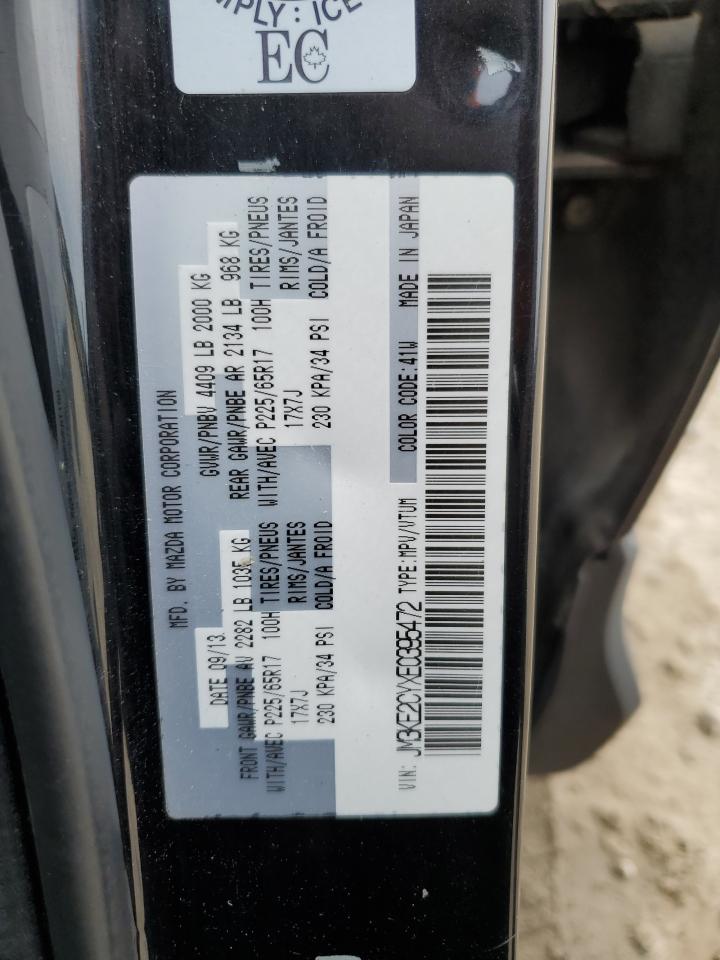 MPLY: ICE
EC
MFD. BY MAZDA MOTOR CORPORATION
DATE 09/13 GVWR/PNBV 4409 LB 2000 KG
FRONT GAWR/PNBE AV 2282 LB 1035 KG REAR GAWR/PNBE AR 2134 LB 968 KG
WITH/AVEC P225/65R17 100H TIRES/PNEUS WITH/AVEC P225/65R17 100H TIRES/PNEUS
17X7J RIMS/JANTES 17X7J RIMS/JANTES
230 KPA/34 PSI COLD/A FROID 230 KPA/34 PSI COLD/A FROID
VIN: JM3KE2CYXEC395472 TYPE:MPV/VTUM COLOR CODE:41W MADE IN JAPAN